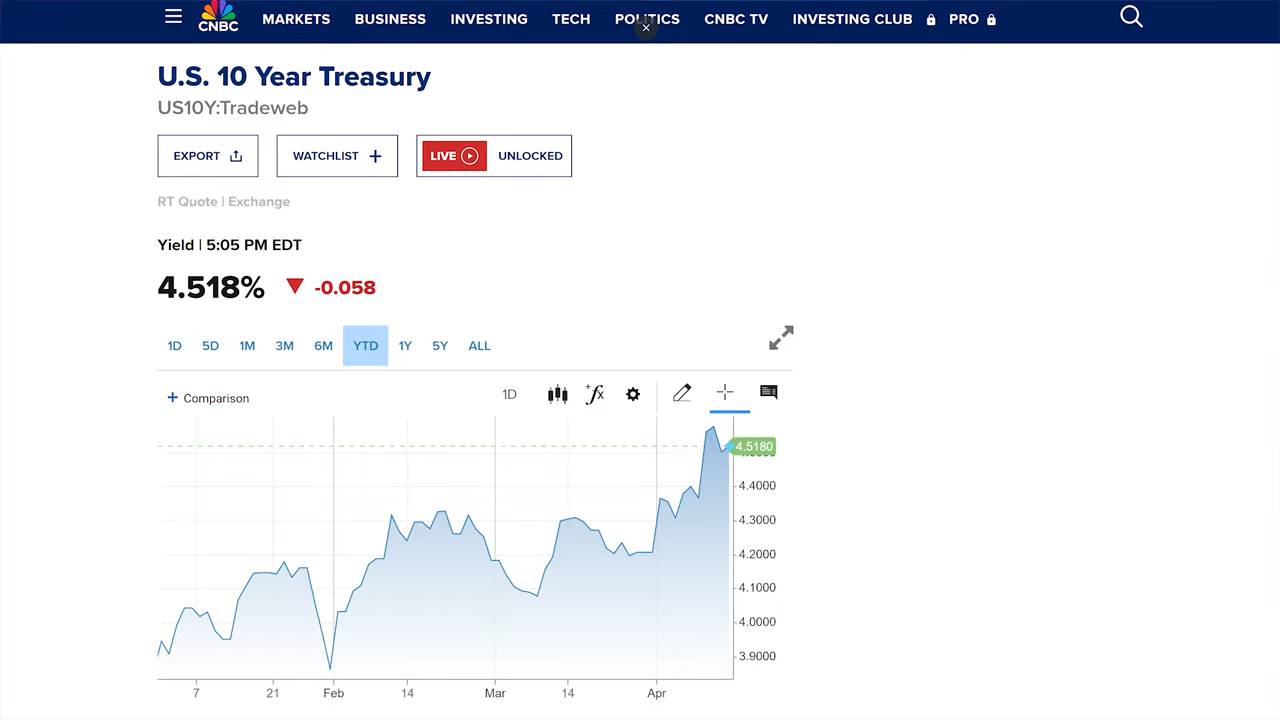 MARKETS BUSINESS INVESTING TECH POLITICS CNBC TV INVESTING CLUB PRO
CNBC
U.S. 10 Year Treasury
US10Y:Tradeweb
EXPORT WATCHLIST + LIVE UNLOCKED
RT Quote | Exchange
Yield | 5:05 PM EDT
4.518% ▼ -0.058
1D 5D 1M 3M 6M YTD 1Y 5Y ALL
+ Comparison 1D +fx
4.5180
4.4000
4.3000
4.2000
4.1000
4.0000
3.9000
7 21 Feb 14 Mar 14 Apr